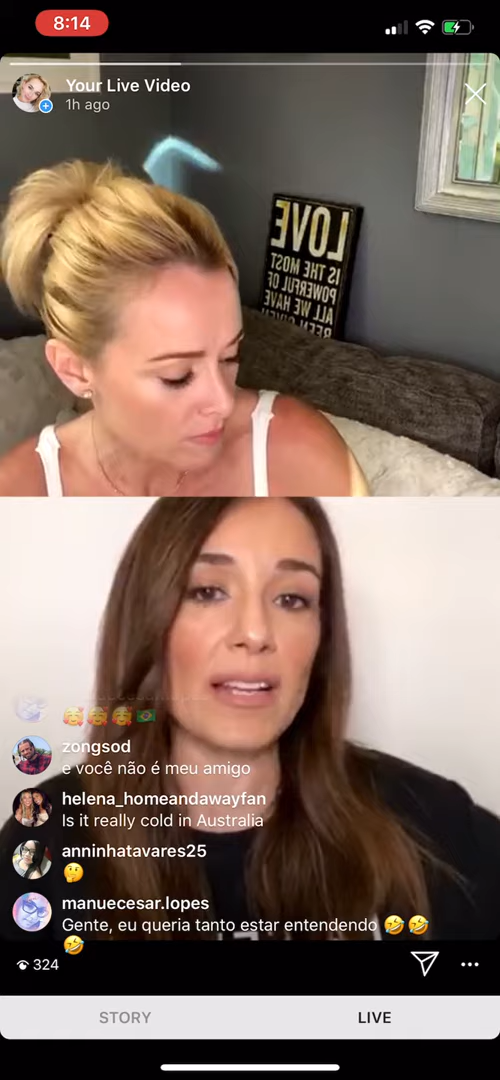 8:14
Your Live Video
1h ago
LOVE
IS THE MOST
POWERFUL OF
ALL WE HAVE
BEEN GIVEN
🥰🥰🥰🇧🇷
zongsod
e você não é meu amigo
helena_homeandawayfan
Is it really cold in Australia
anninhatavares25
🤔
manuecesar.lopes
Gente, eu queria tanto estar entendendo 🤣🤣
🤣
324
STORY
LIVE